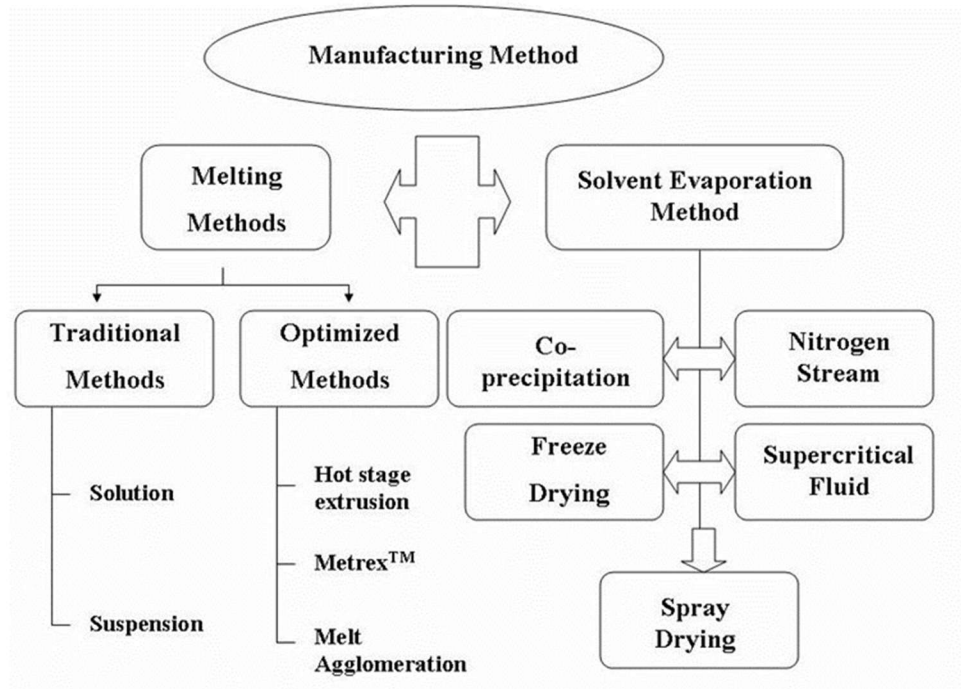 Manufacturing Method
Melting
Methods
Solvent Evaporation
Method
Traditional
Methods
Optimized
Methods
Co-
precipitation
Nitrogen
Stream
Freeze
Drying
Supercritical
Fluid
Solution
Suspension
Hot stage
extrusion
Metrex™
Melt
Agglomeration
Spray
Drying